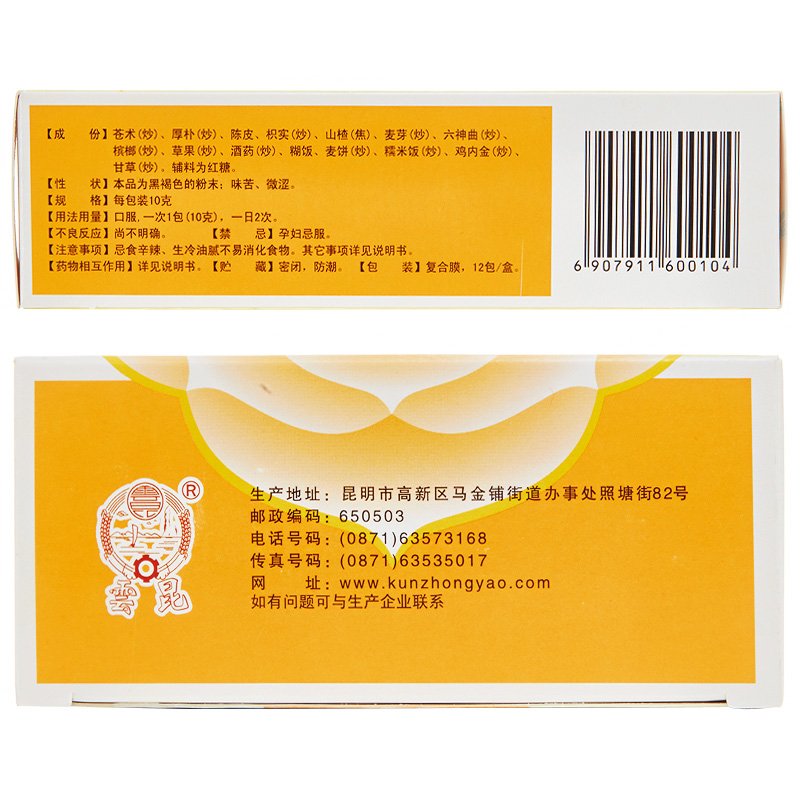 【成 份】苍术(炒)、厚朴(炒)、陈皮、枳实(炒)、山楂(焦)、麦芽(炒)、六神曲(炒)、
槟榔(炒)、草果(炒)、酒药(炒)、糊饭、麦饼(炒)、糯米饭(炒)、鸡内金(炒)、
甘草(炒)。辅料为红糖。
【性 状】本品为黑褐色的粉末；味苦、微涩。
【规 格】每包装10克
【用法用量】口服,一次1包(10克)，一日2次。
【不良反应】尚不明确。 【禁 忌】孕妇忌服。
【注意事项】忌食辛辣、生冷油腻不易消化食物。其它事项详见说明书。
【药物相互作用】详见说明书。【贮 藏】密闭，防潮。【包 装】复合膜，12包/盒。
6 907911 600104
雲昆
®
生产地址：昆明市高新区马金铺街道办事处照塘街82号
邮政编码：650503
电话号码：(0871)63573168
传真号码：(0871)63535017
网 址：www.kunzhongyao.com
如有问题可与生产企业联系